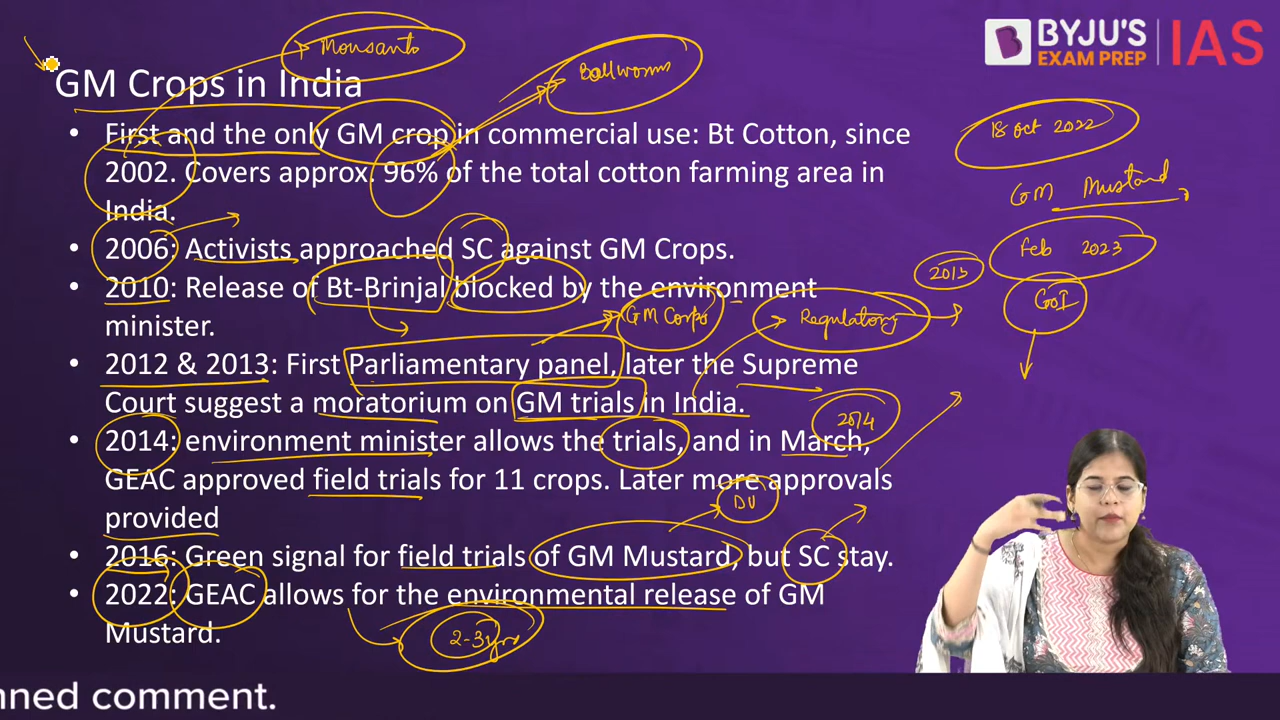 Monsanto
Bollworms
BYJU'S
EXAM PREP
IAS
GM Crops in India
18 Oct 2022
• First and the only GM crop in commercial use: Bt Cotton, since
2002. Covers approx. 96% of the total cotton farming area in
India.
GM Mustard
• 2006: Activists approached SC against GM Crops.
Feb 2023
• 2010: Release of Bt-Brinjal blocked by the environment
minister.
2013
GoI
GM Corps
Regulatory
• 2012 & 2013: First Parliamentary panel, later the Supreme
Court suggest a moratorium on GM trials in India.
2014
• 2014: environment minister allows the trials, and in March,
GEAC approved field trials for 11 crops. Later more approvals
provided
DU
• 2016: Green signal for field trials of GM Mustard, but SC stay.
• 2022: GEAC allows for the environmental release of GM
Mustard.
2-3yrs
nned comment.